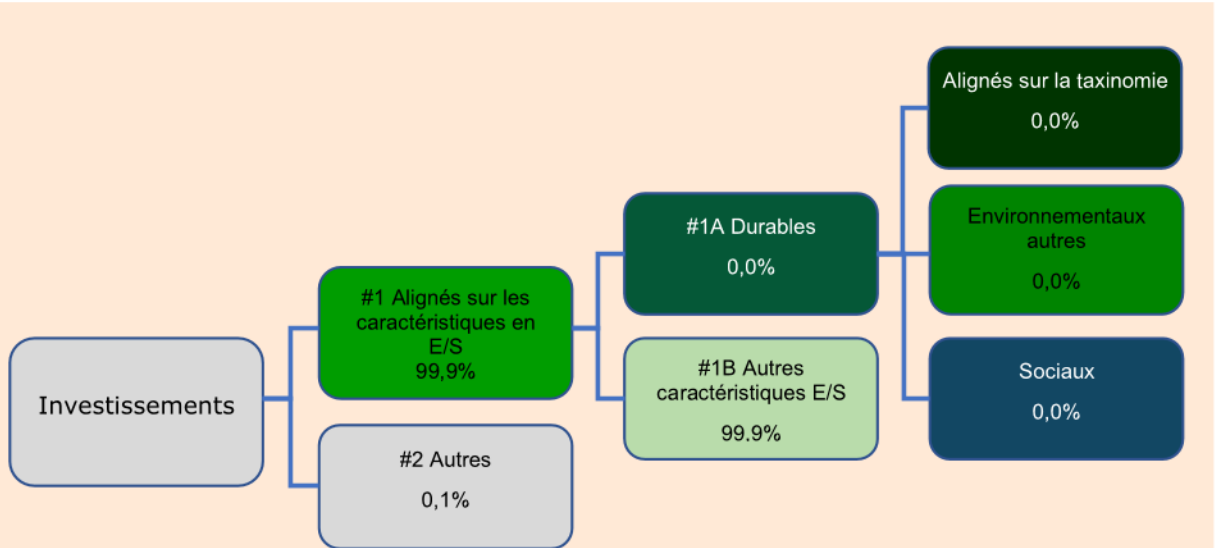 Investissements
#1 Alignés sur les
caractéristiques en
E/S
99,9%
#2 Autres
0,1%
#1A Durables
0,0%
#1B Autres
caractéristiques E/S
99.9%
Alignés sur la taxinomie
0,0%
Environnementaux
autres
0,0%
Sociaux
0,0%